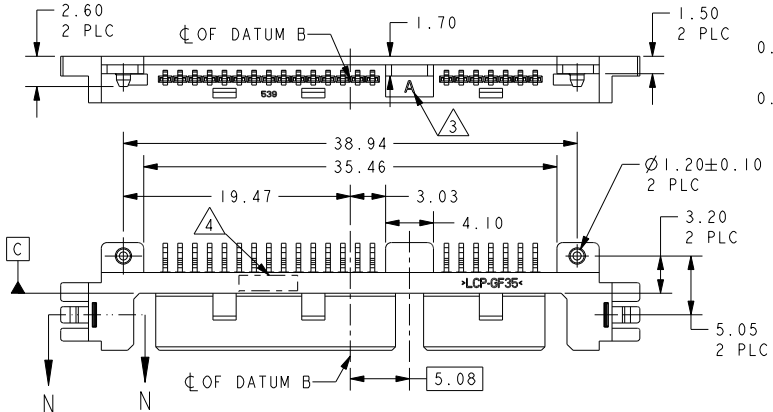 2.60
2 PLC
℄ OF DATUM B
1.70
1.50
2 PLC
0.
0.
539
A
3
38.94
35.46
Ø1.20±0.10
2 PLC
19.47
3.03
4.10
3.20
2 PLC
4
C
>LCP-GF35<
5.05
2 PLC
℄ OF DATUM B
5.08
N
N